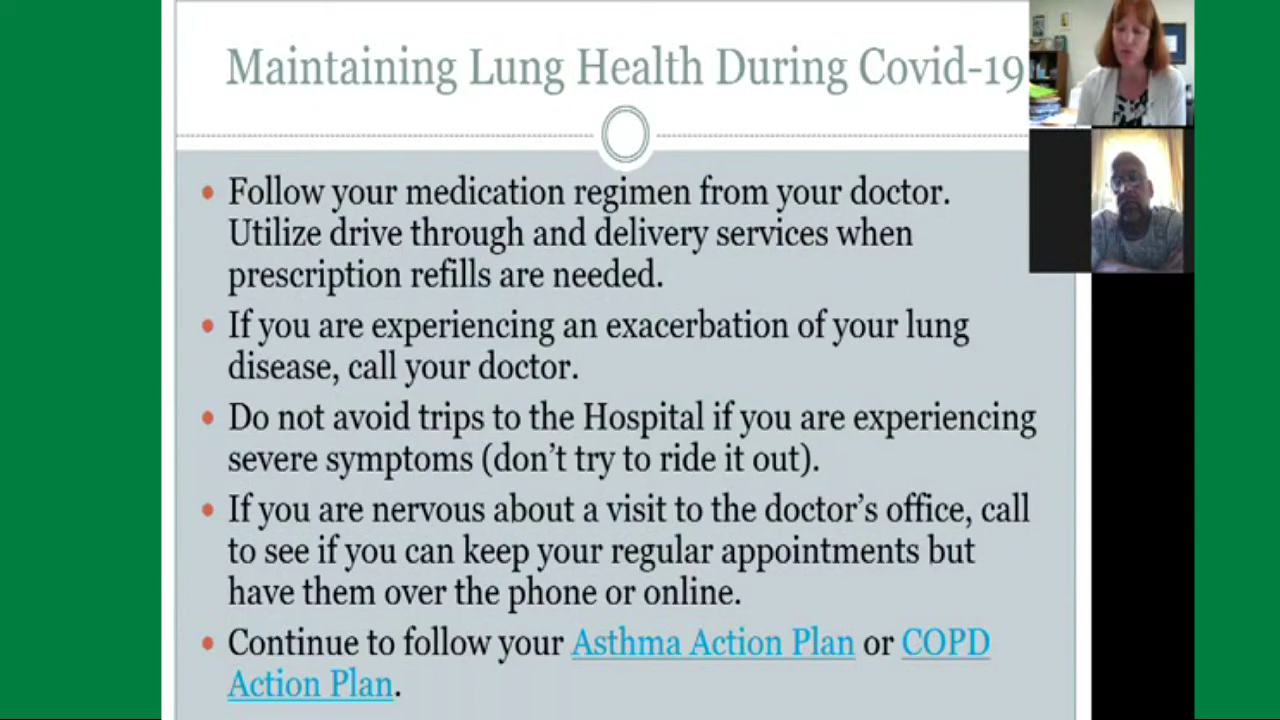 Maintaining Lung Health During Covid-19
• Follow your medication regimen from your doctor.
Utilize drive through and delivery services when
prescription refills are needed.
• If you are experiencing an exacerbation of your lung
disease, call your doctor.
• Do not avoid trips to the Hospital if you are experiencing
severe symptoms (don’t try to ride it out).
• If you are nervous about a visit to the doctor’s office, call
to see if you can keep your regular appointments but
have them over the phone or online.
• Continue to follow your Asthma Action Plan or COPD
Action Plan.